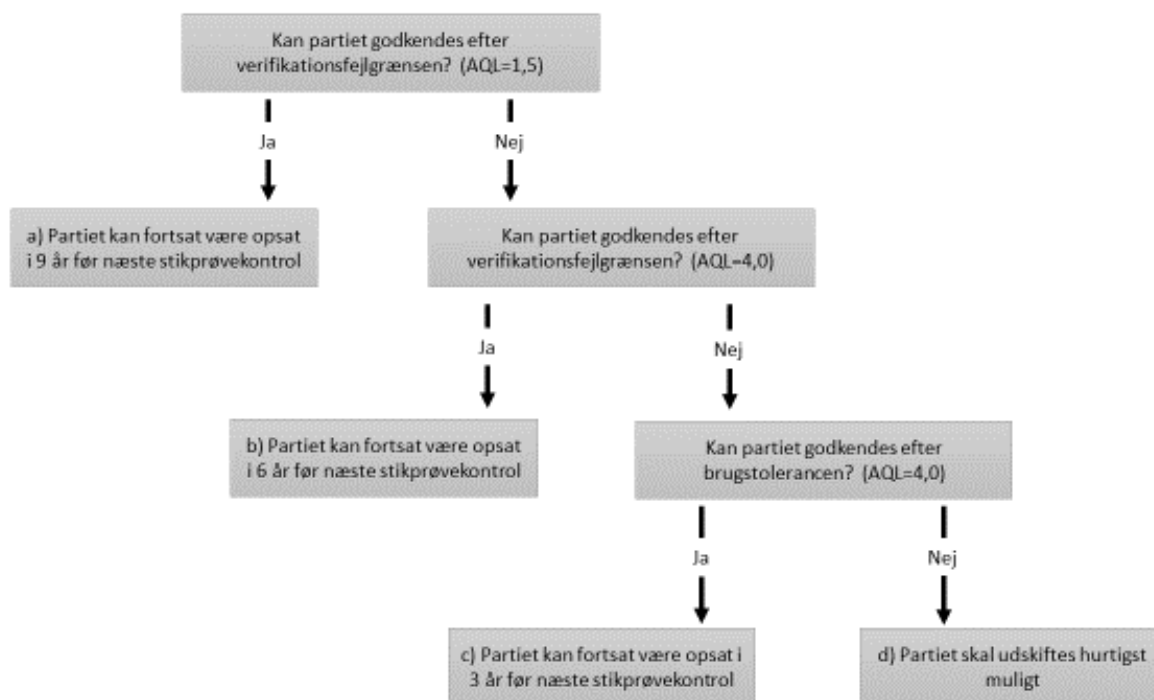 Kan partiet godkendes efter
verifikationsfejlgrænsen? (AQL=1,5)
Ja
Nej
a) Partiet kan fortsat være opsat
i 9 år før næste stikprøvekontrol
Kan partiet godkendes efter
verifikationsfejlgrænsen? (AQL=4,0)
Ja
Nej
b) Partiet kan fortsat være opsat
i 6 år før næste stikprøvekontrol
Kan partiet godkendes efter
brugstolerancen? (AQL=4,0)
Ja
Nej
c) Partiet kan fortsat være opsat i
3 år før næste stikprøvekontrol
d) Partiet skal udskiftes hurtigst
muligt